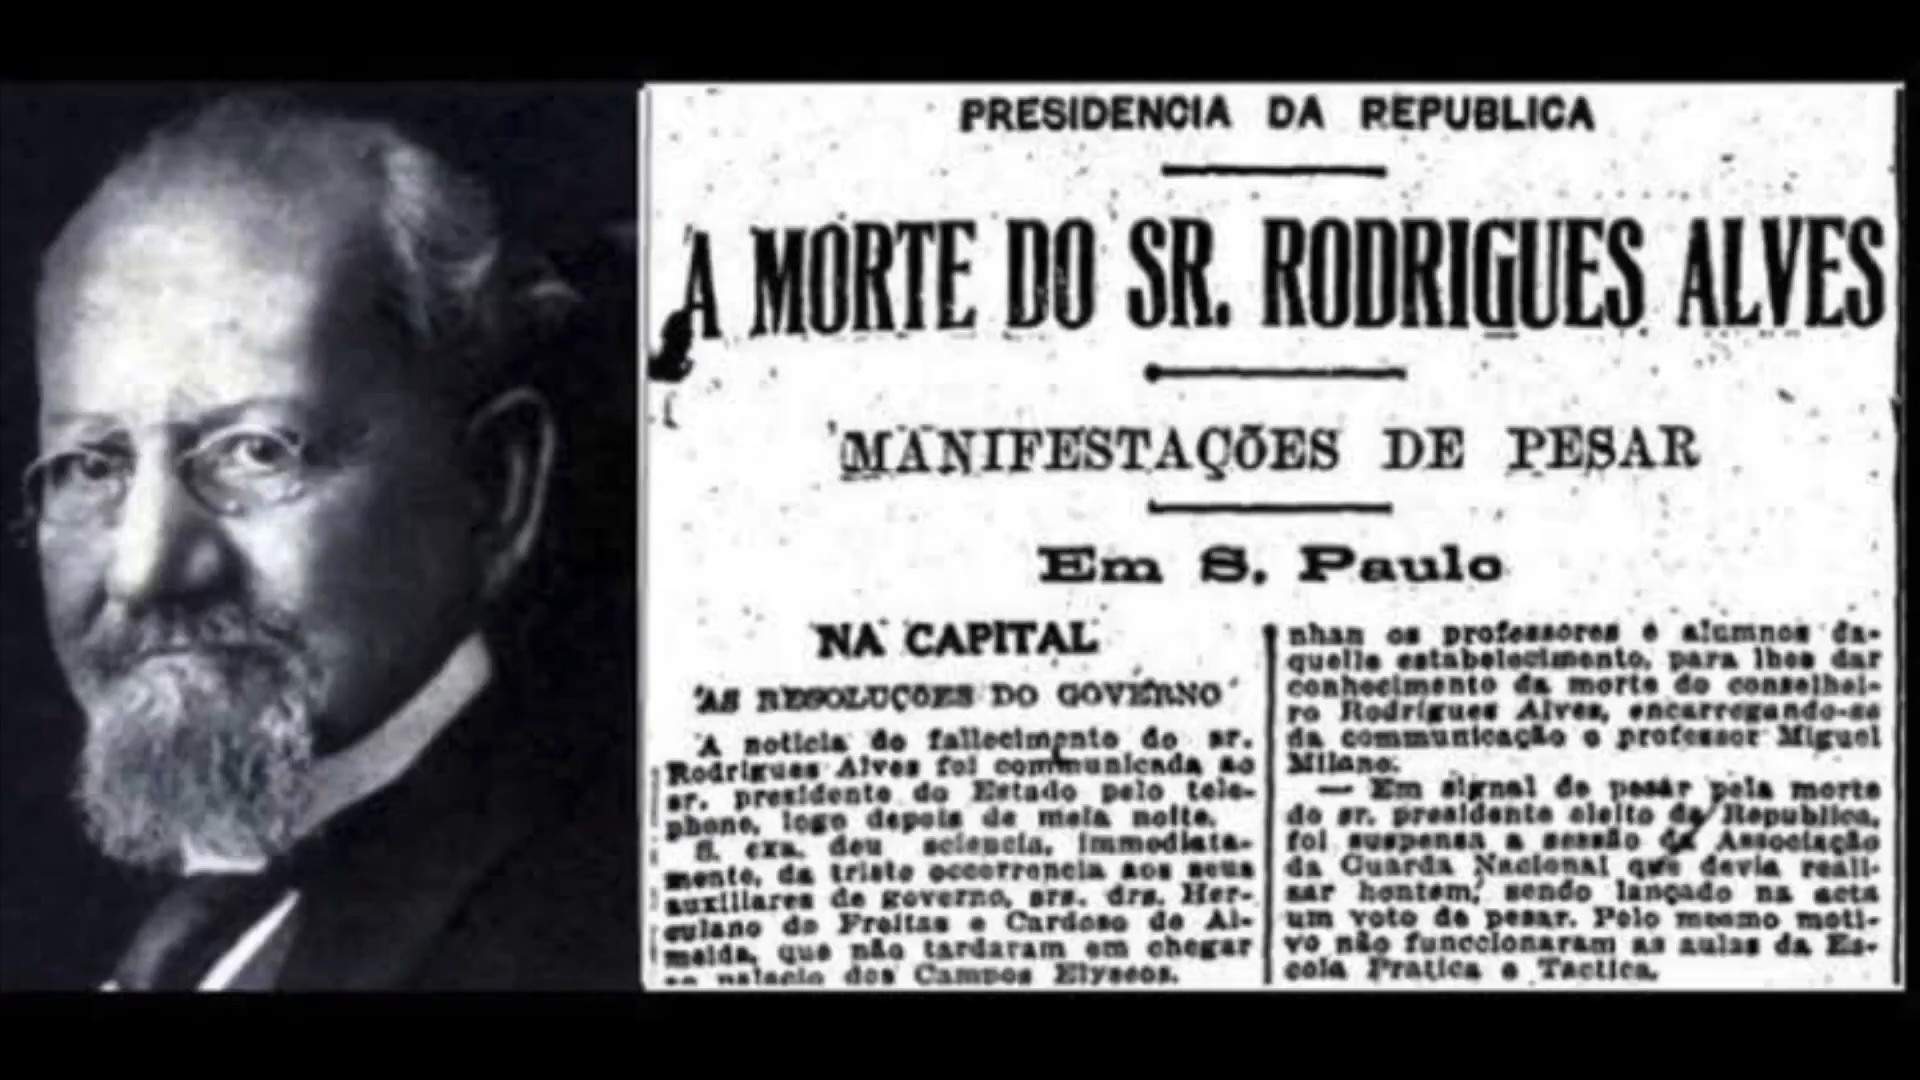 PRESIDENCIA DA REPUBLICA
A MORTE DO SR. RODRIGUES ALVES
MANIFESTAÇÕES DE PESAR
Em S. Paulo
NA CAPITAL
AS RESOLUÇÕES DO GOVERNO
A noticia do fallecimento do sr.
Rodrigues Alves foi communicada ao
sr. presidente do Estado pelo tele-
phone, logo depois de meia noite.
S. exa. deu sciencia, immediata-
mente, da triste occorrencia aos seus
auxiliares de governo, srs. drs. Her-
culano de Freitas e Cardoso de Al-
meida, que não tardaram em chegar
ao palacio dos Campos Elyseos.
nhan os professores e alumnos da-
quelle estabelecimento, para lhes dar
conhecimento da morte do conselhei-
ro Rodrigues Alves, encarregando-se
da communicação o professor Miguel
Milano.
— Em signal de pesar pela morte
do sr. presidente eleito da Republica,
foi suspensa a sessão da Associação
da Guarda Nacional que devia reali-
sar hontem, sendo lançado na acta
um voto de pesar. Pelo mesmo moti-
vo não funccionaram as aulas da Es-
cola Pratica e Tactica.